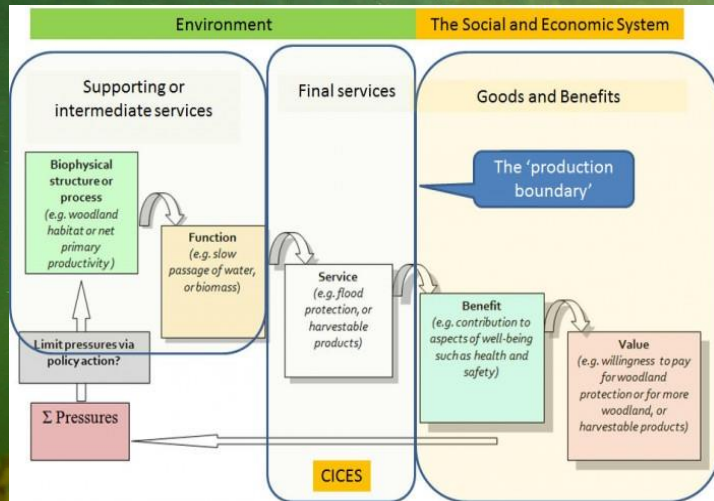 Environment
The Social and Economic System
Supporting or
intermediate services
Final services
Goods and Benefits
Biophysical
structure or
process
(e.g. woodland
habitat or net
primary
productivity )
The ‘production
boundary’
Function
(e.g. slow
passage of water,
or biomass)
Service
(e.g. flood
protection, or
harvestable
products)
Benefit
(e.g. contribution to
aspects of well-being
such as health and
safety)
Value
(e.g. willingness to pay
for woodland
protection or for more
woodland, or
harvestable products)
Limit pressures via
policy action?
Σ Pressures
CICES